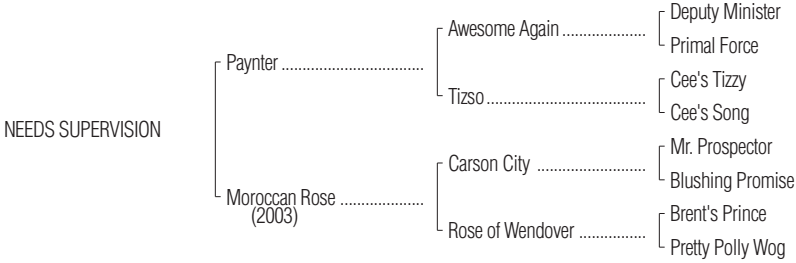 Deputy Minister
Awesome Again ....................
Primal Force
Paynter ..................................
Cee's Tizzy
Tizso ......................................
Cee's Song
NEEDS SUPERVISION
Mr. Prospector
Carson City ..........................
Blushing Promise
Moroccan Rose ....................
(2003)
Brent's Prince
Rose of Wendover ................
Pretty Polly Wog